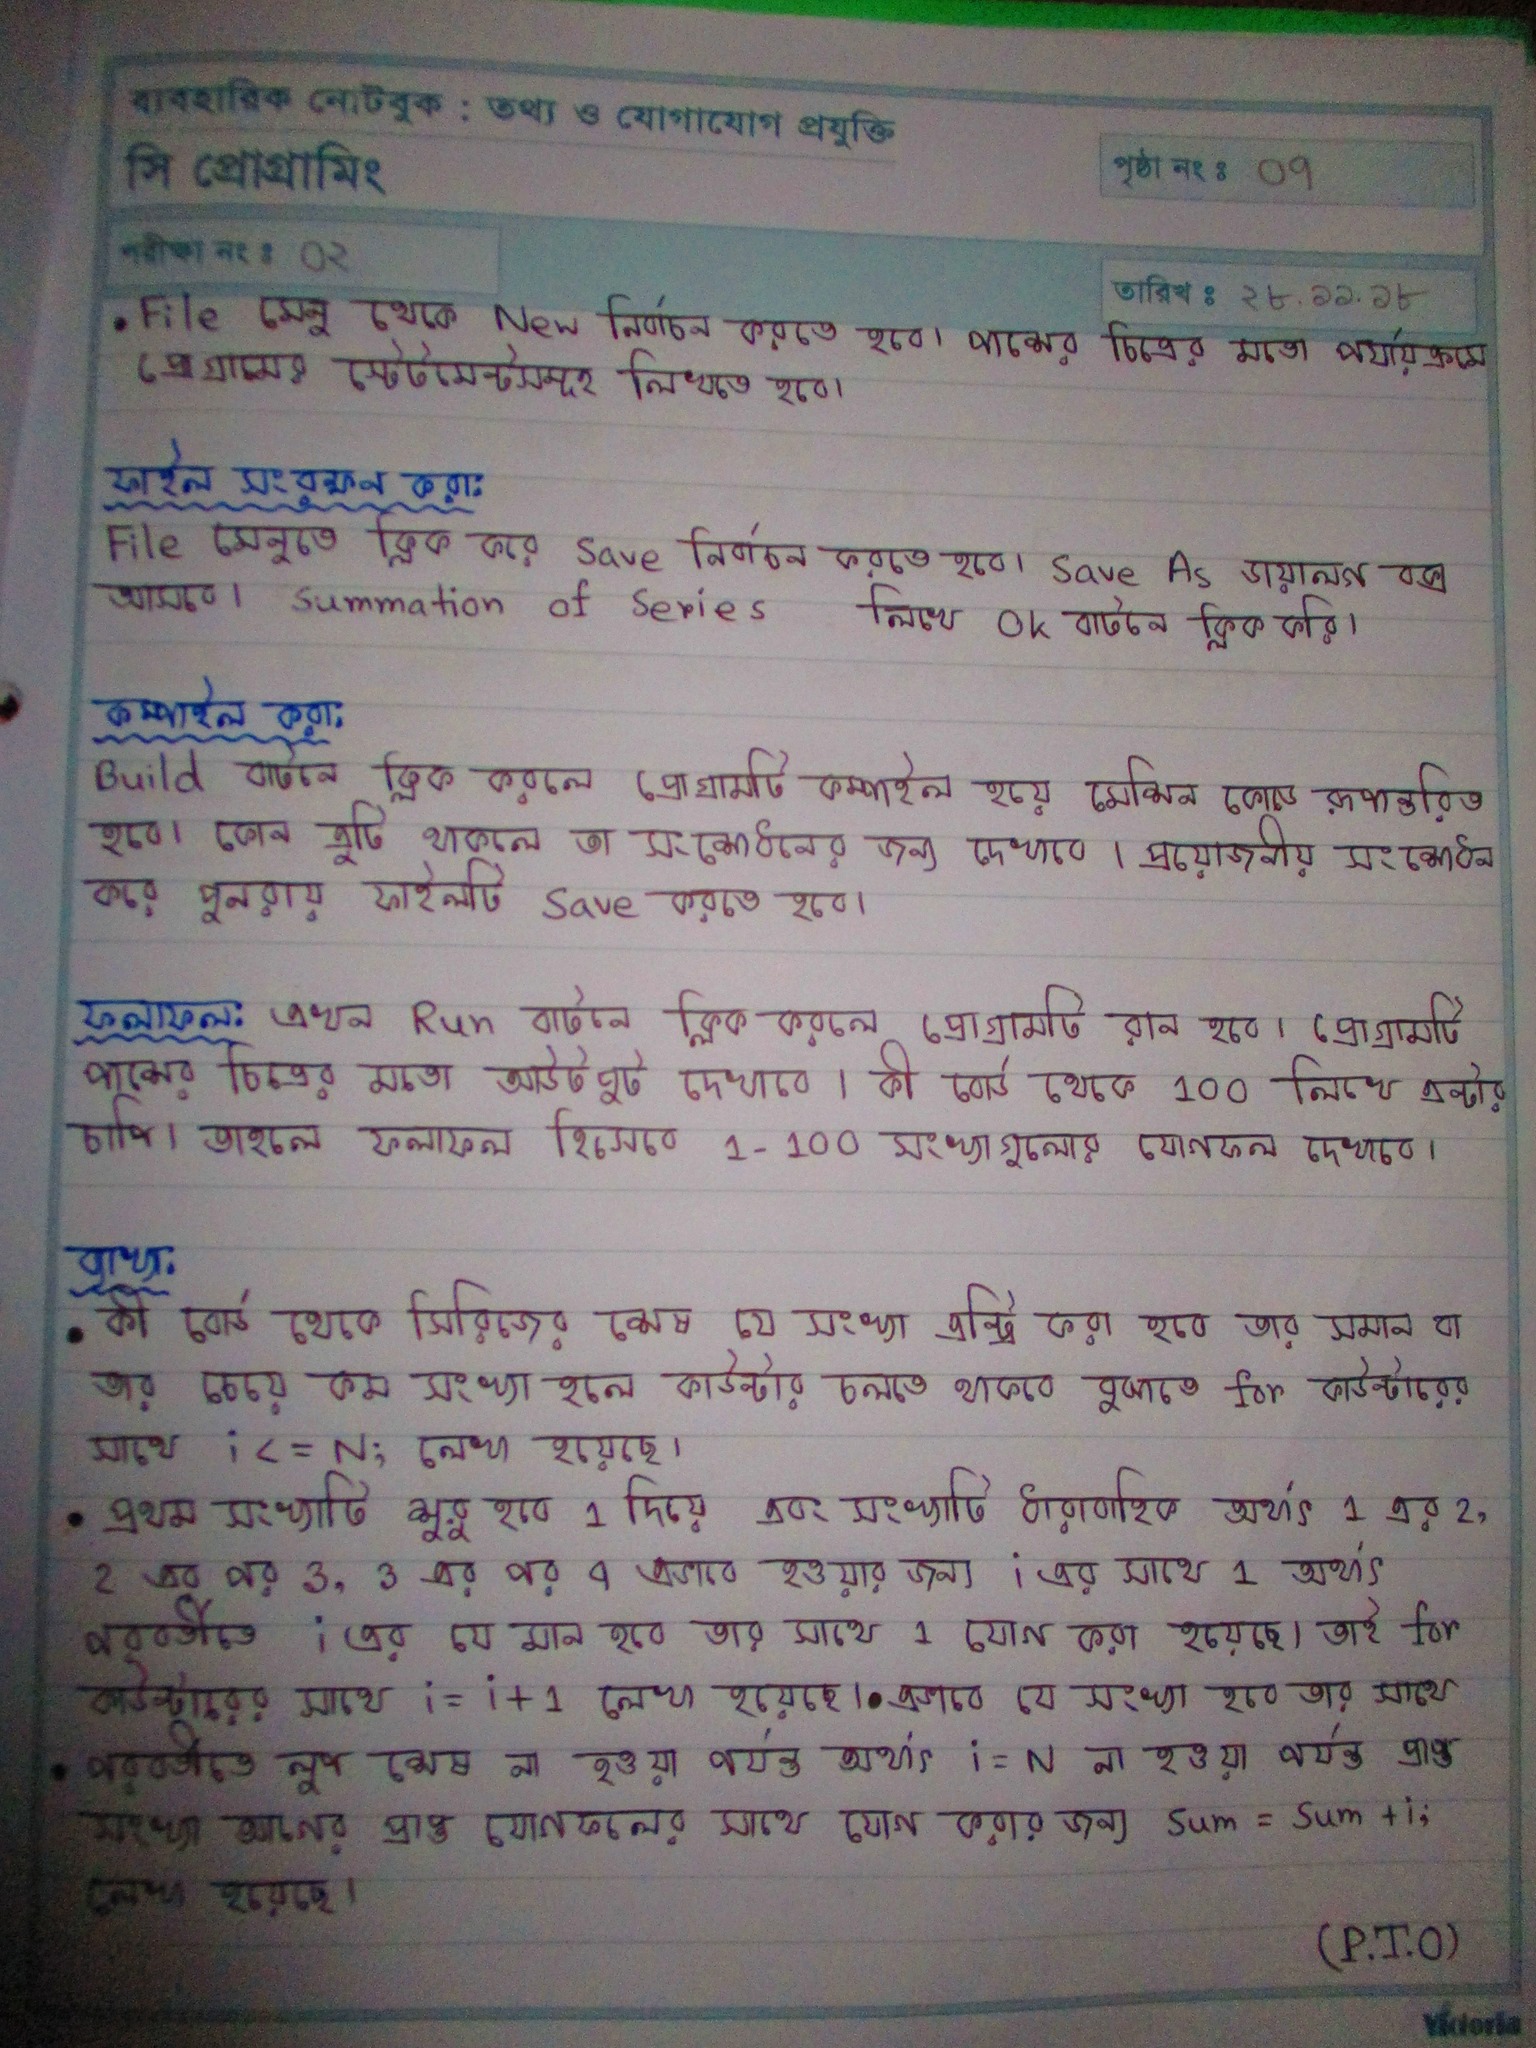 ব্যবহারিক নোটবুক : তথ্য ও যোগাযোগ প্রযুক্তি
সি প্রোগ্রামিং
পৃষ্ঠা নং : ০৭
পরীক্ষা নং : ০২
তারিখ : ২৮.১১.১৮
• File মেনু থেকে New নির্বাচন করতে হবে। পাশের চিত্রের মতো পর্যায়ক্রমে
প্রোগ্রামের স্টেটমেন্টসমূহ লিখতে হবে।
ফাইল সংরক্ষন করা:
File মেনুতে ক্লিক করে Save নির্বাচন করতে হবে। Save As ডায়ালগ বক্স
আসবে। Summation of Series লিখে Ok বাটনে ক্লিক করি।
কম্পাইল করা:
Build বাটনে ক্লিক করলে প্রোগ্রামটি কম্পাইল হয়ে মেশিন কোডে রূপান্তরিত
হবে। কোন ত্রুটি থাকলে তা সংশোধনের জন্য দেখাবে। প্রয়োজনীয় সংশোধন
করে পুনরায় ফাইলটি Save করতে হবে।
ফলাফল: এখন Run বাটনে ক্লিক করলে প্রোগ্রামটি রান হবে। প্রোগ্রামটি
পাশের চিত্রের মতো আউটপুট দেখাবে। কী বোর্ড থেকে 100 লিখে এন্টার
চাপি। তাহলে ফলাফল হিসেবে 1-100 সংখ্যাগুলোর যোগফল দেখাবে।
ব্যাখ্যা:
• কী বোর্ড থেকে সিরিজের শেষ যে সংখ্যা এন্ট্রি করা হবে তার সমান বা
তার চেয়ে কম সংখ্যা হলে কাউন্টার চলতে থাকবে বুঝাতে for কাউন্টারের
সাথে i <= N; লেখা হয়েছে।
• প্রথম সংখ্যাটি শুরু হবে 1 দিয়ে এবং সংখ্যাটি ধারাবাহিক অর্থাৎ 1 এর 2,
2 এর পর 3, 3 এর পর 4 এভাবে হওয়ার জন্য i এর সাথে 1 অর্থাৎ
পরবর্তীতে i এর যে মান হবে তার সাথে 1 যোগ করা হয়েছে। তাই for
কাউন্টারের সাথে i = i+1 লেখা হয়েছে। • এভাবে যে সংখ্যা হবে তার সাথে
• পরবর্তীতে লুপ শেষ না হওয়া পর্যন্ত অর্থাৎ i = N না হওয়া পর্যন্ত প্রাপ্ত
সংখ্যা আগের প্রাপ্ত যোগফলের সাথে যোগ করার জন্য Sum = Sum +i;
লেখা হয়েছে।
(P.T.O)
Victoria